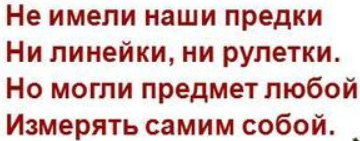 Не имели наши предки
Ни линейки, ни рулетки.
Но могли предмет любой
Измерять самим собой.